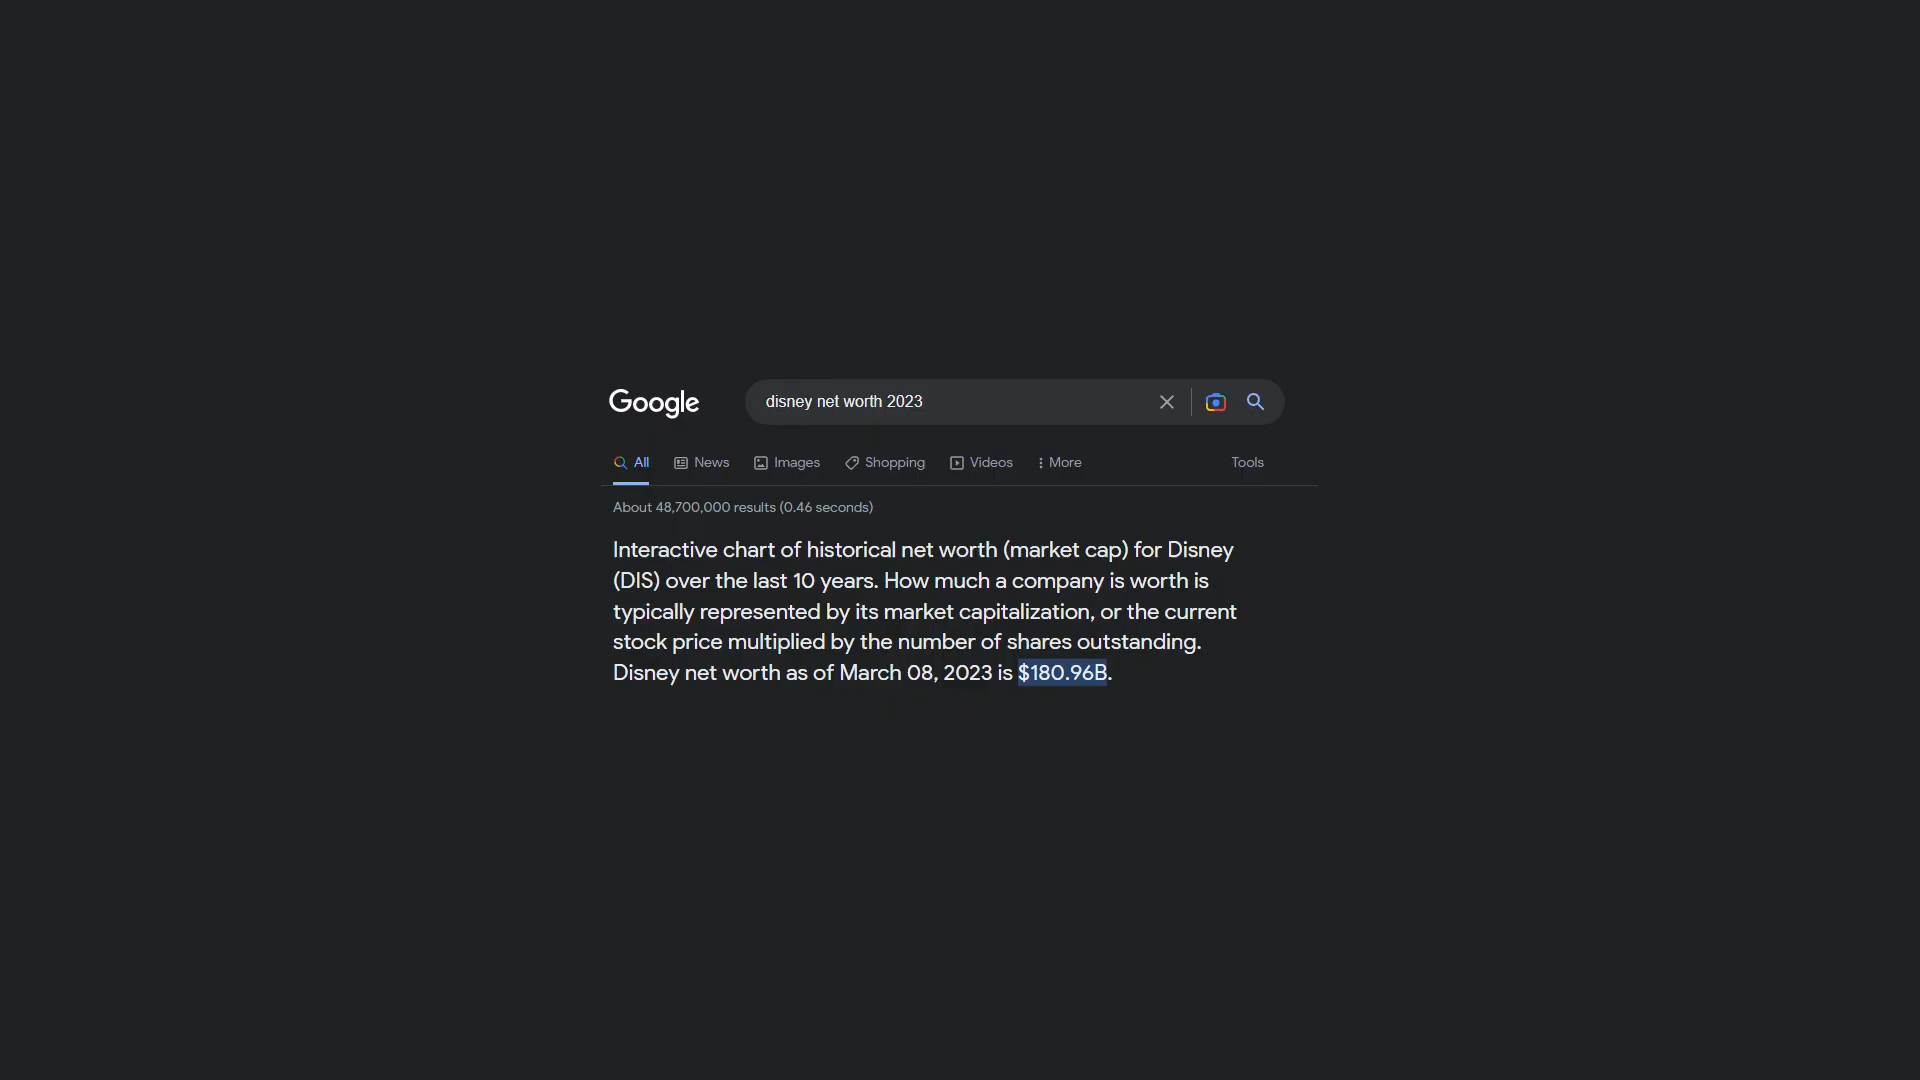 Google disney net worth 2023
All News Images Shopping Videos More Tools
About 48,700,000 results (0.46 seconds)
Interactive chart of historical net worth (market cap) for Disney
(DIS) over the last 10 years. How much a company is worth is
typically represented by its market capitalization, or the current
stock price multiplied by the number of shares outstanding.
Disney net worth as of March 08, 2023 is $180.96B.